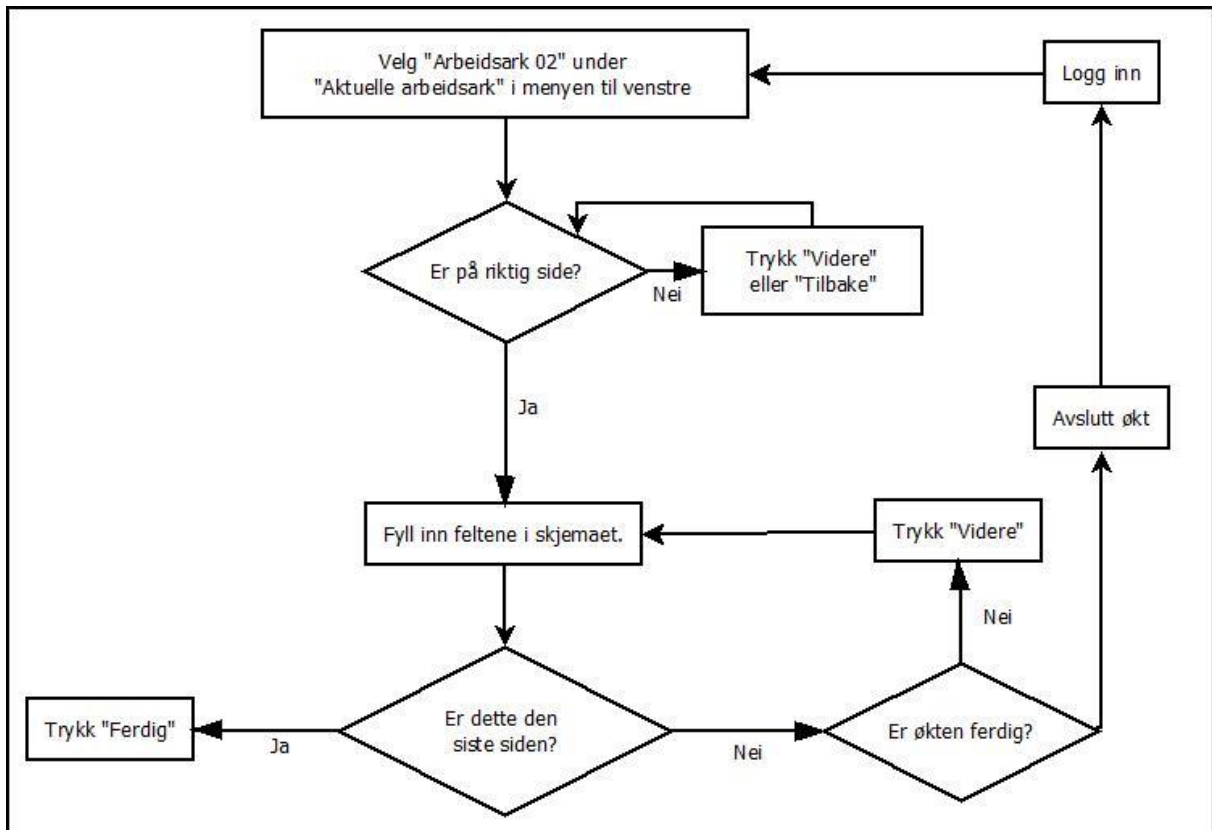 Velg "Arbeidsark 02" under
"Aktuelle arbeidsark" i menyen til venstre
Logg inn
Er på riktig side?
Nei
Trykk "Videre"
eller "Tilbake"
Ja
Avslutt økt
Fyll inn feltene i skjemaet.
Trykk "Videre"
Nei
Trykk "Ferdig"
Ja
Er dette den
siste siden?
Nei
Er økten ferdig?